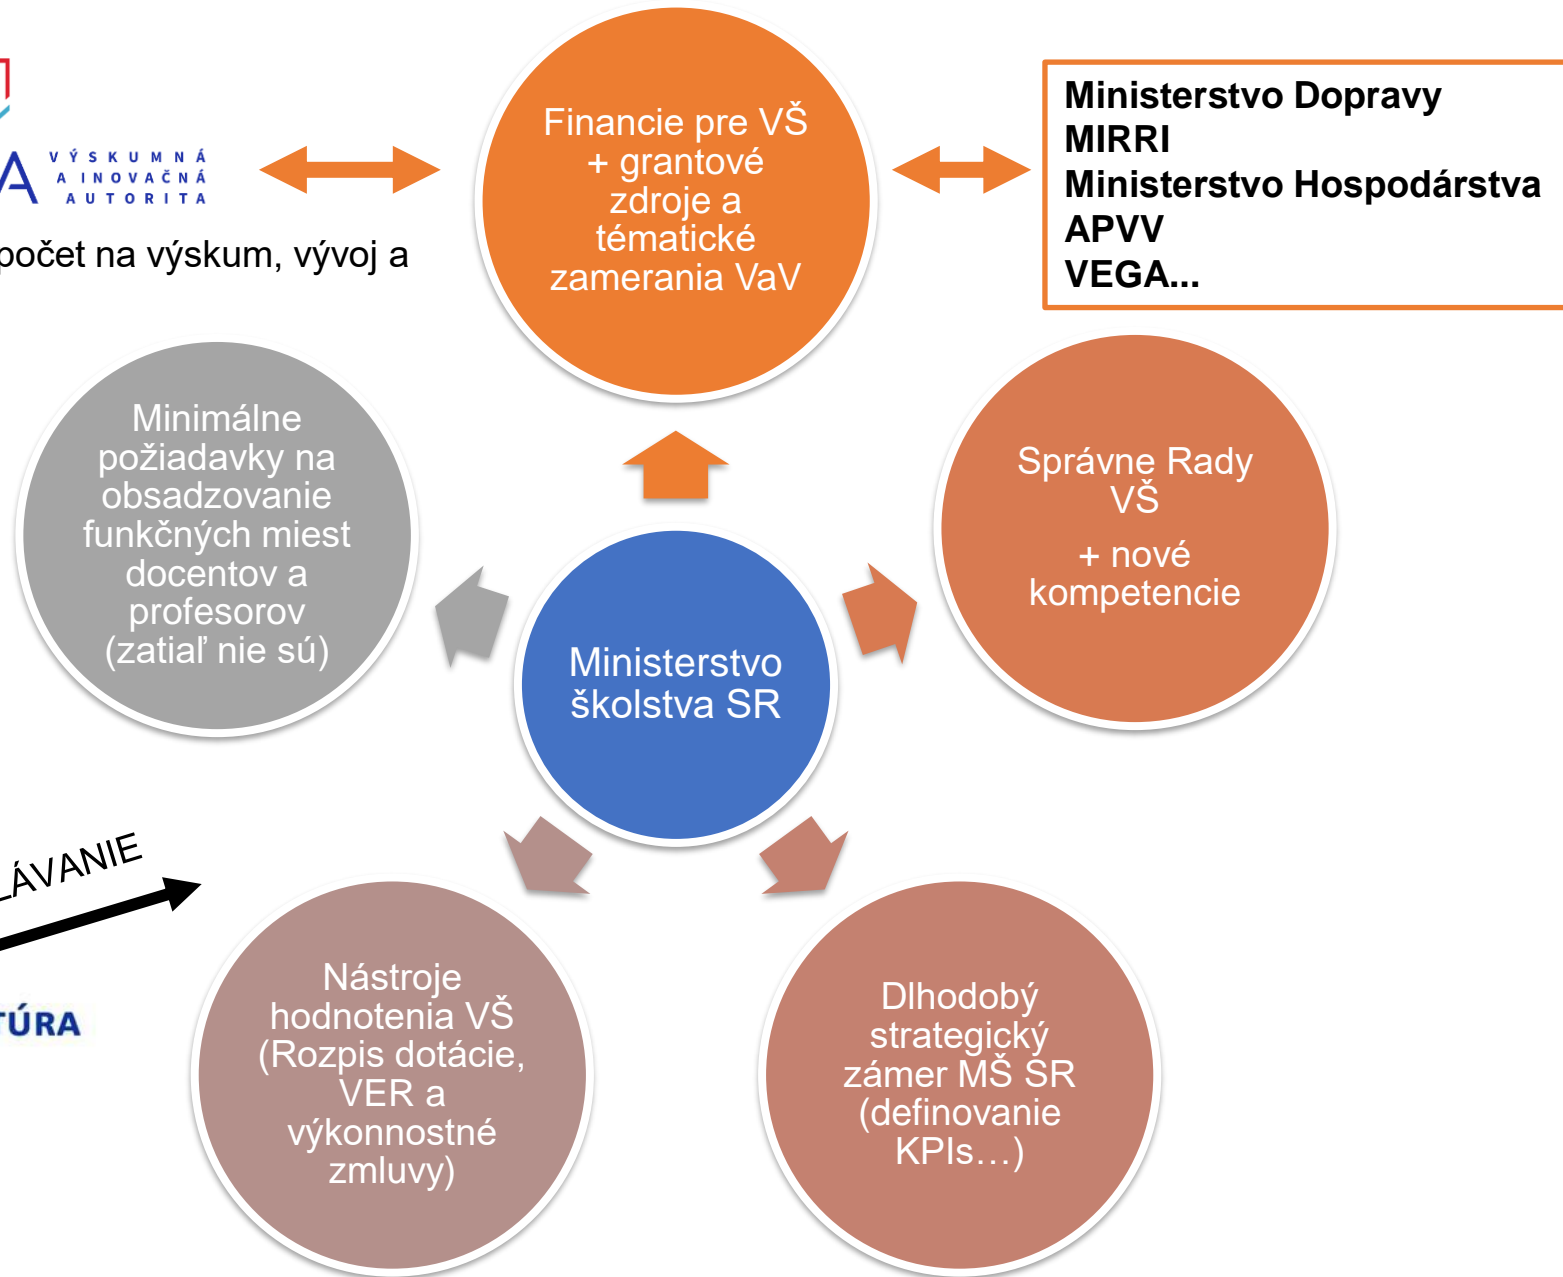 A VÝSKUMNÁ
A INOVAČNÁ
AUTORITA
počet na výskum, vývoj a
Financie pre VŠ
+ grantové
zdroje a
tématické
zamerania VaV
Ministerstvo Dopravy
MIRRI
Ministerstvo Hospodárstva
APVV
VEGA...
Minimálne
požiadavky na
obsadzovanie
funkčných miest
docentov a
profesorov
(zatiaľ nie sú)
Správne Rady
VŠ
+ nové
kompetencie
Ministerstvo
školstva SR
LÁVANIE
TÚRA
Nástroje
hodnotenia VŠ
(Rozpis dotácie,
VER a
výkonnostné
zmluvy)
Dlhodobý
strategický
zámer MŠ SR
(definovanie
KPIs…)